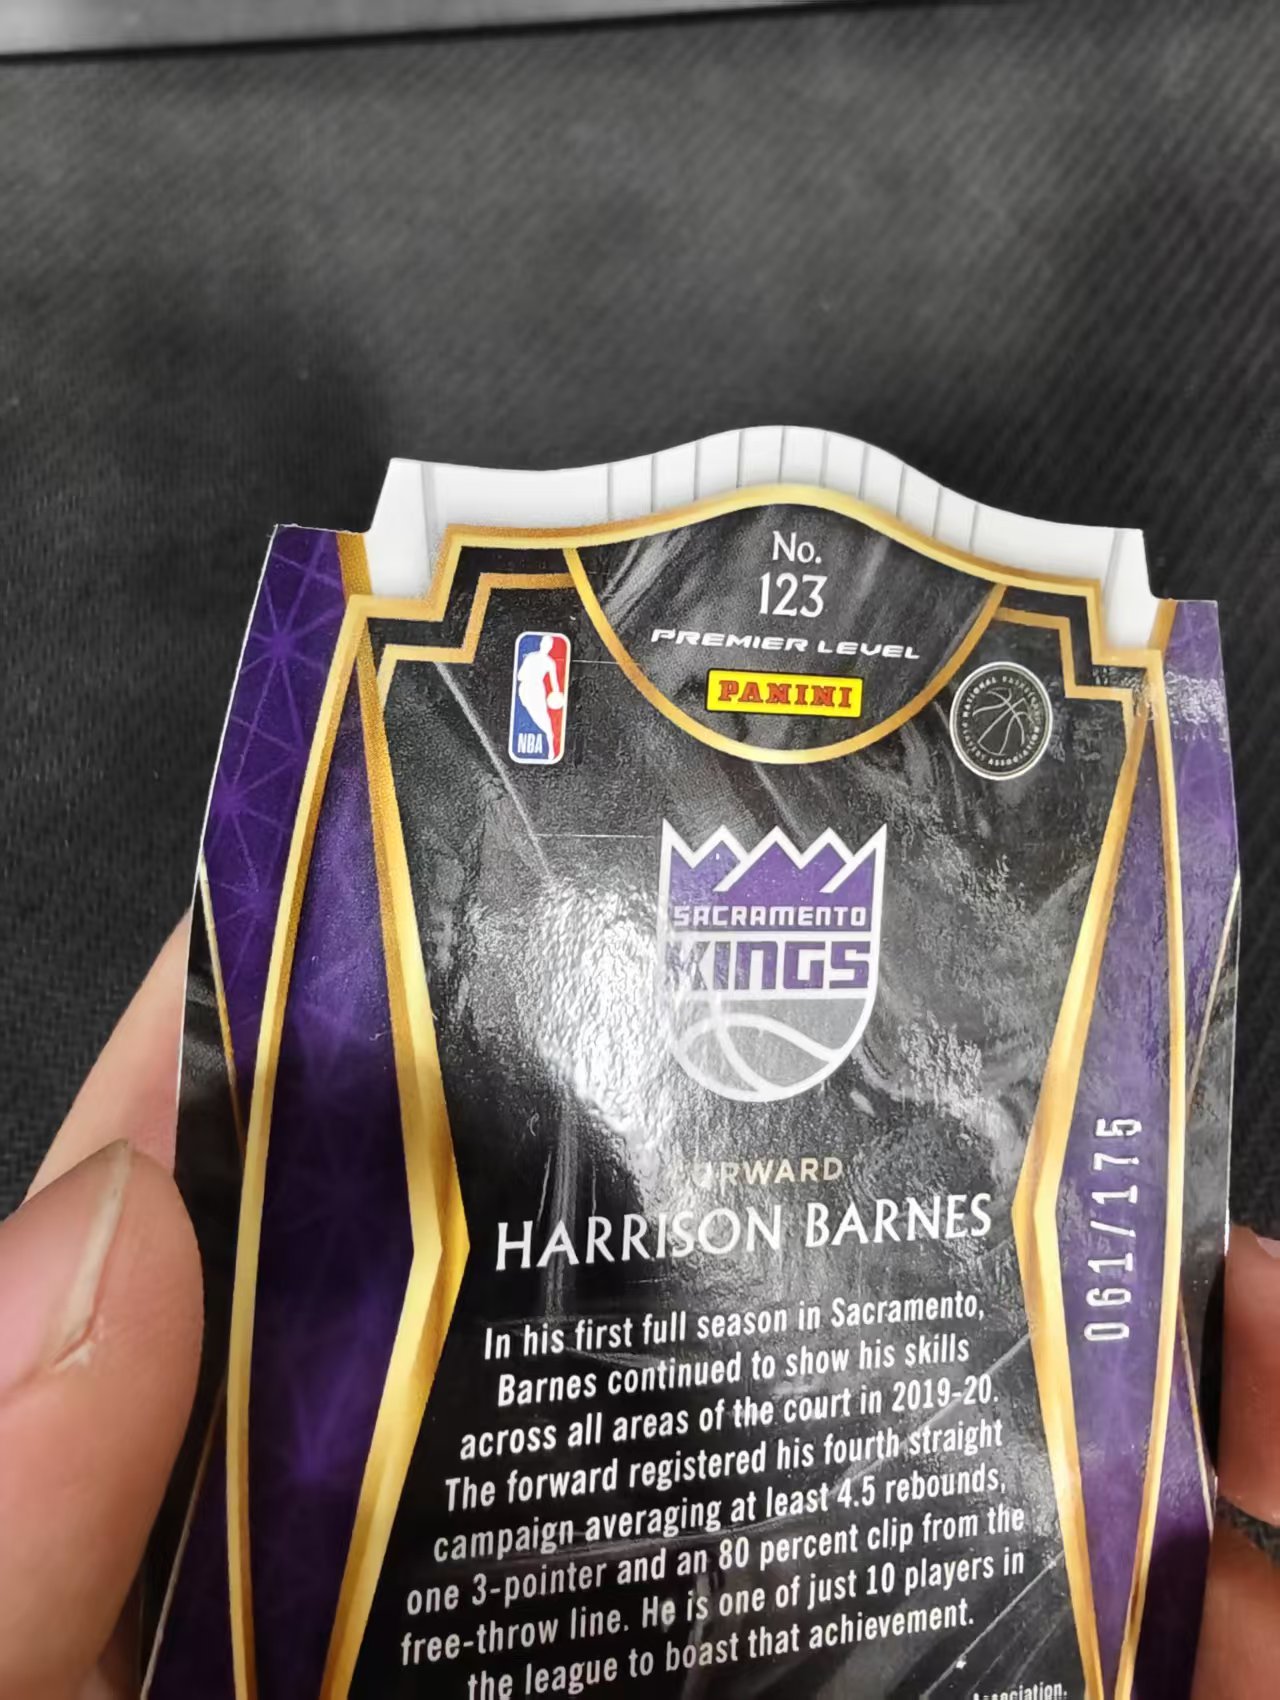 No.
123
PREMIER LEVEL
PANINI
NBA
SACRAMENTO
KINGS
FORWARD
HARRISON BARNES
061/175
In his first full season in Sacramento,
Barnes continued to show his skills
across all areas of the court in 2019-20.
The forward registered his fourth straight
campaign averaging at least 4.5 rebounds,
one 3-pointer and an 80 percent clip from the
free-throw line. He is one of just 10 players in
the league to boast that achievement.
Association.